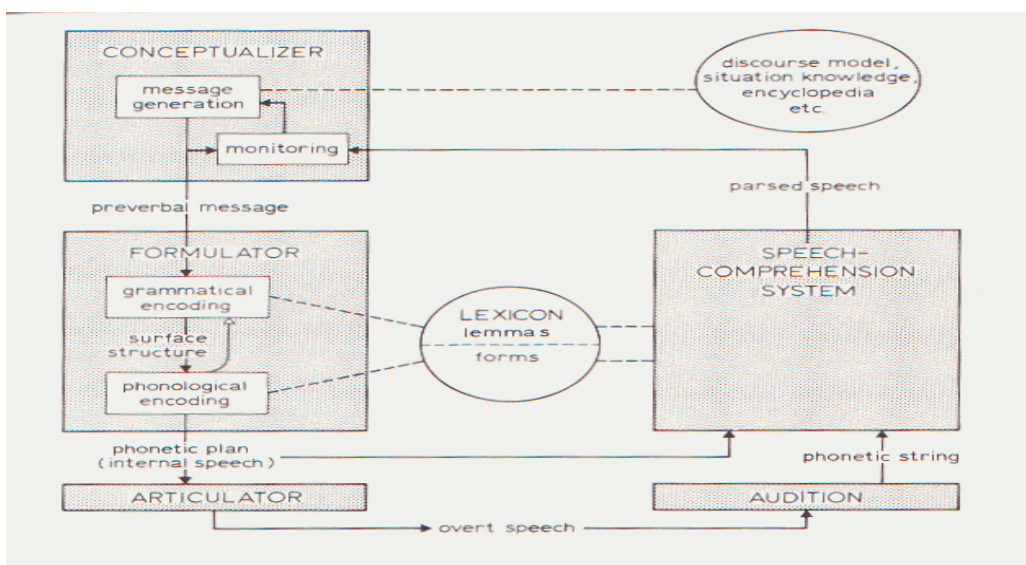 CONCEPTUALIZER
message
generation
monitoring
discourse model,
situation knowledge,
encyclopedia
etc.
parsed speech
preverbal message
FORMULATOR
grammatical
encoding
surface
structure
phonological
encoding
LEXICON
lemmas
forms
SPEECH-
COMPREHENSION
SYSTEM
phonetic plan
(internal speech)
phonetic string
ARTICULATOR
AUDITION
overt speech